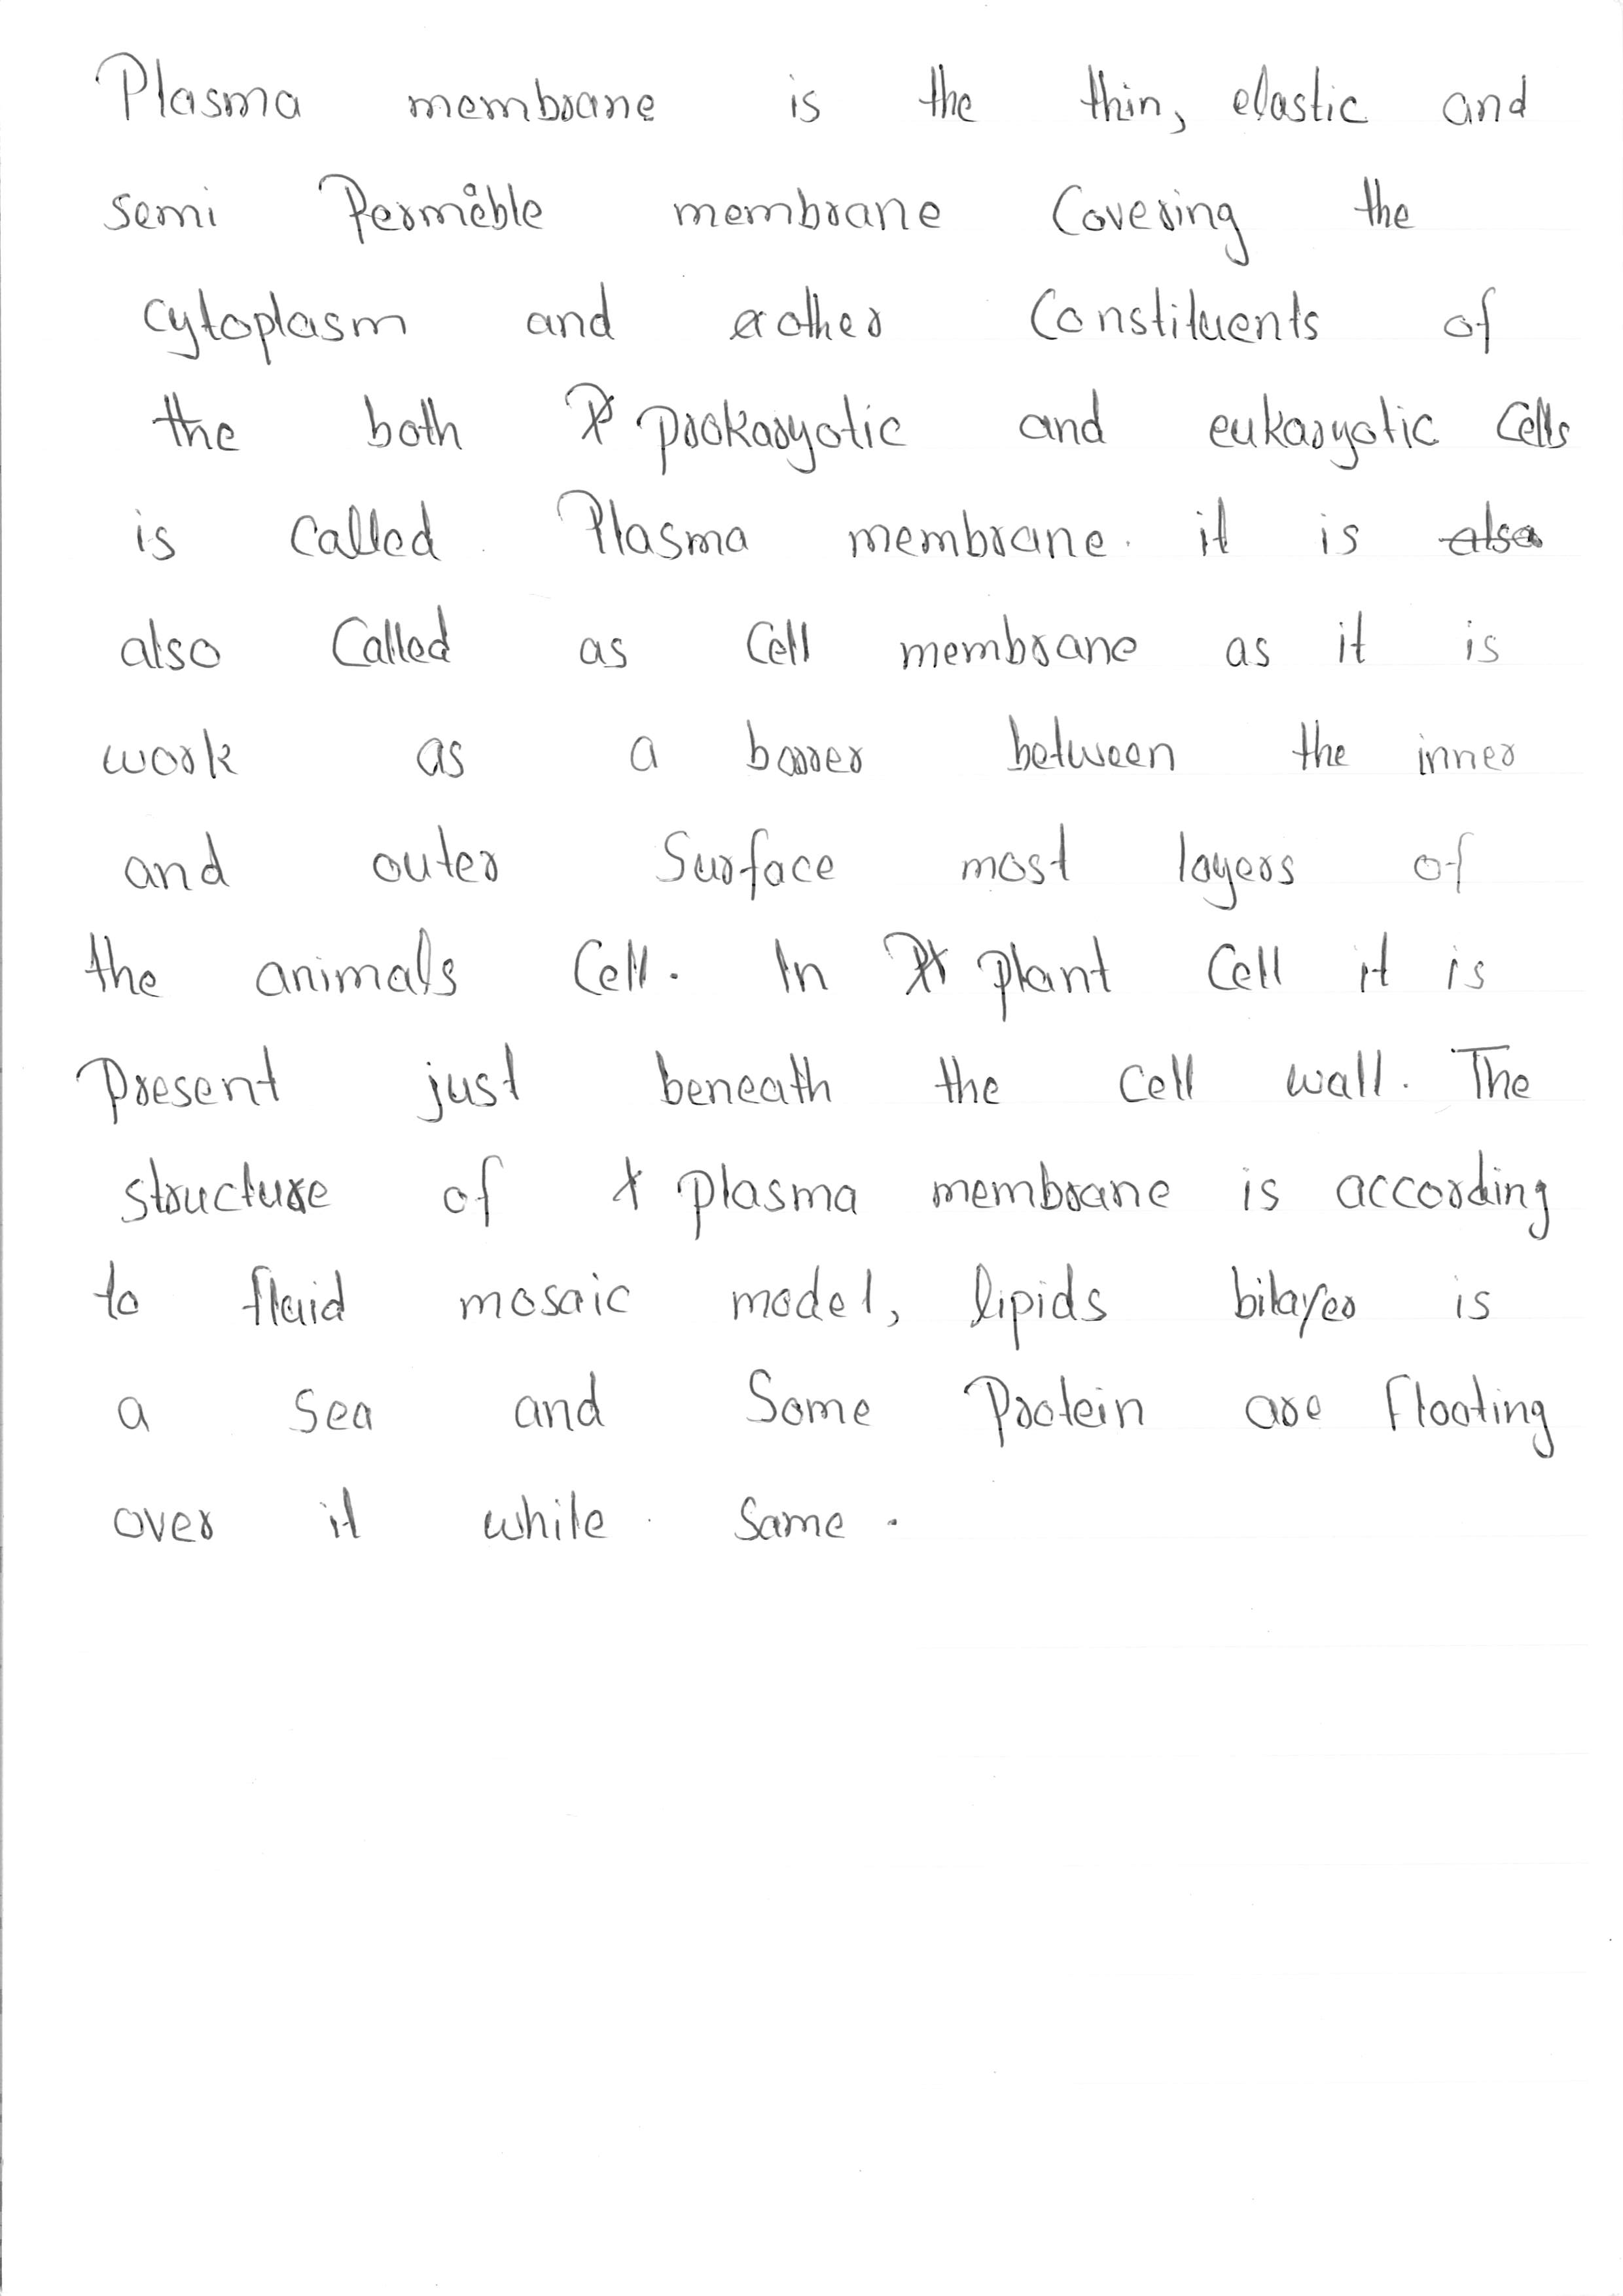 Plasma membrane is the thin, elastic and
semi Permeable membrane Covering the
cytoplasm and other Constituents of
the both prokaryotic and eukaryotic Cells
is Called Plasma membrane. it is also
also Called as Cell membrane as it is
work as a barrer between the inner
and outer Surface most layers of
the animals Cell. In plant Cell it is
Present just beneath the cell wall. The
structure of plasma membrane is according
to fluid mosaic model, lipids bilayer is
a Sea and Some Protein are floating
over it while same.